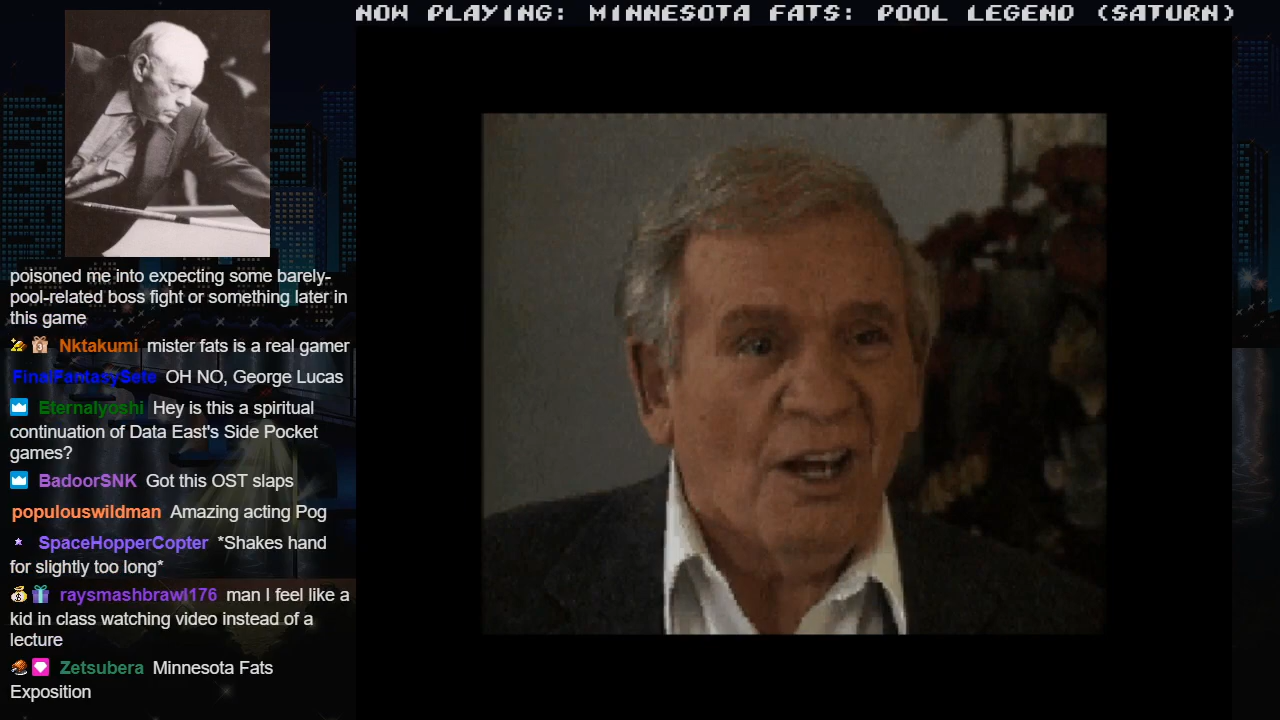 NOW PLAYING: MINNESOTA FATS: POOL LEGEND (SATURN)
poisoned me into expecting some barely-
pool-related boss fight or something later in
this game
Nktakumi mister fats is a real gamer
FinalFantasySete OH NO, George Lucas
Eternalyoshi Hey is this a spiritual
continuation of Data East's Side Pocket
games?
BadoorSNK Got this OST slaps
populouswildman Amazing acting Pog
SpaceHopperCopter *Shakes hand
for slightly too long*
raysmashbrawl176 man I feel like a
kid in class watching video instead of a
lecture
Zetsubera Minnesota Fats
Exposition